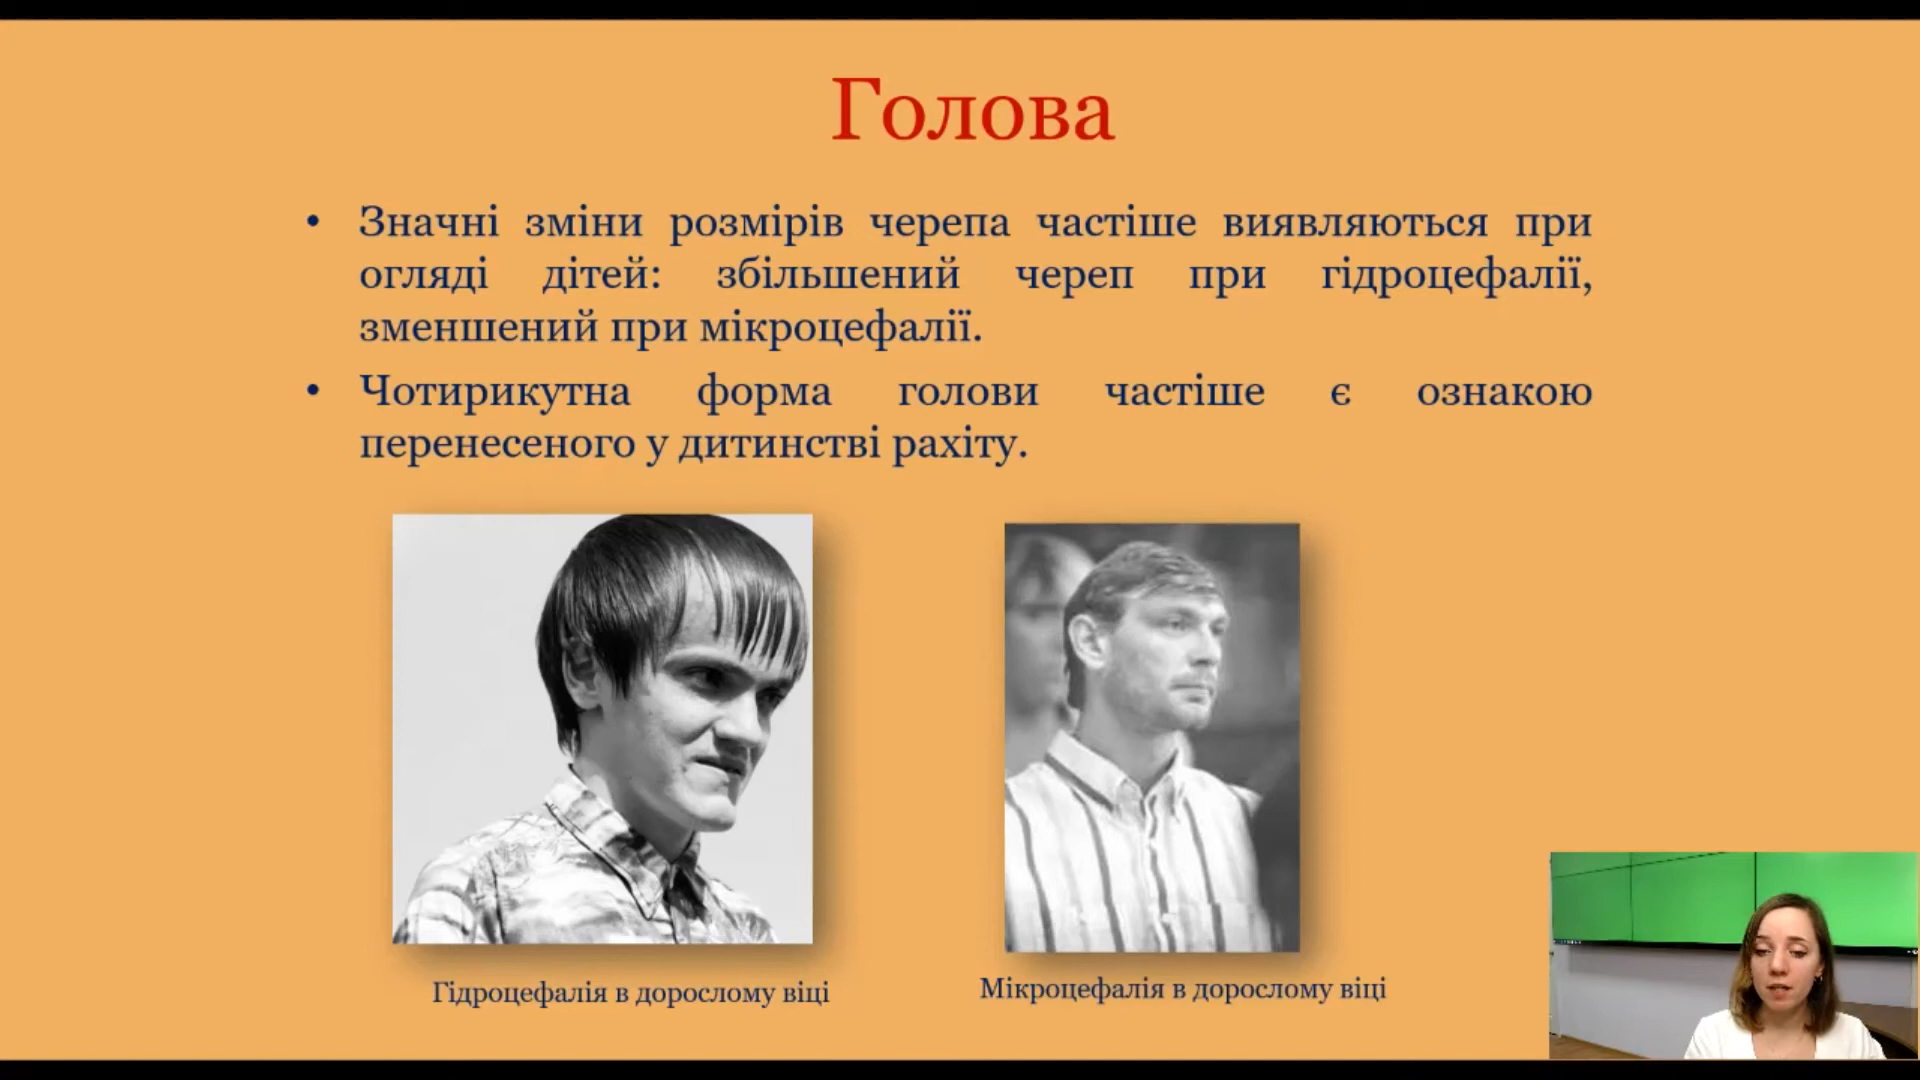 Голова
• Значні зміни розмірів черепа частіше виявляються при
огляді дітей: збільшений череп при гідроцефалії,
зменшений при мікроцефалії.
• Чотирикутна форма голови частіше є ознакою
перенесеного у дитинстві рахіту.
Гідроцефалія в дорослому віці
Мікроцефалія в дорослому віці